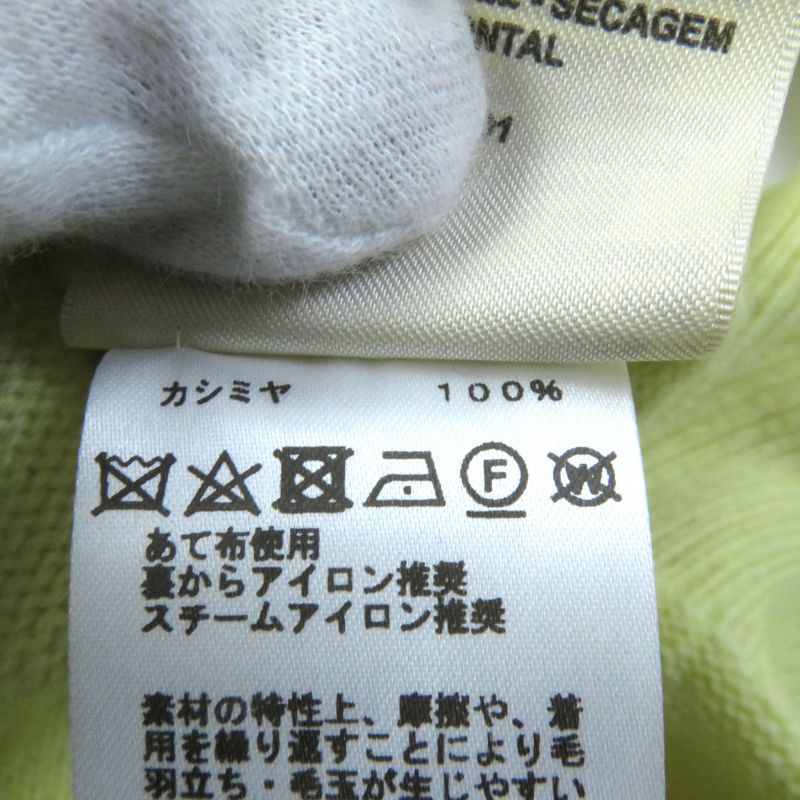 SECAGEM
NTAL
カシミヤ 100%
F W
あて布使用
裏からアイロン推奨
スチームアイロン推奨
素材の特性上、摩擦や、着
用を繰り返すことにより毛
羽立ち・毛玉が生じやすい